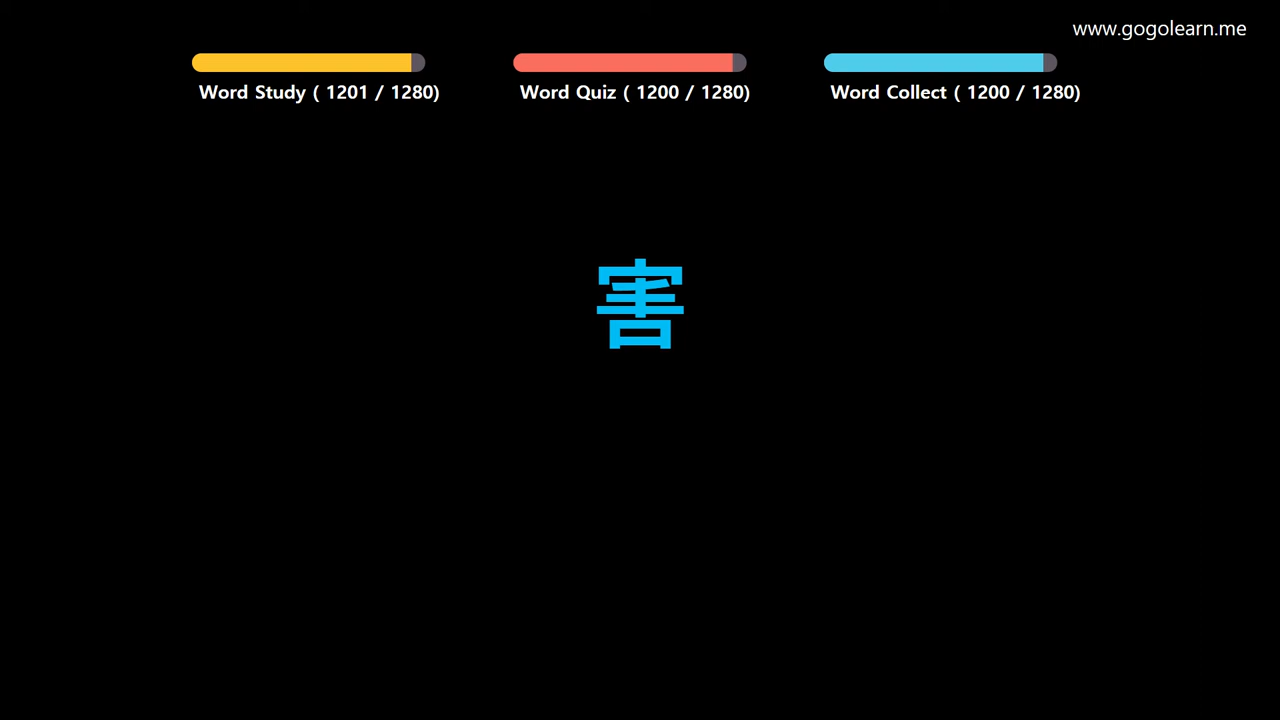 www.gogolearn.me
Word Study ( 1201 / 1280)
Word Quiz ( 1200 / 1280)
Word Collect ( 1200 / 1280)
害